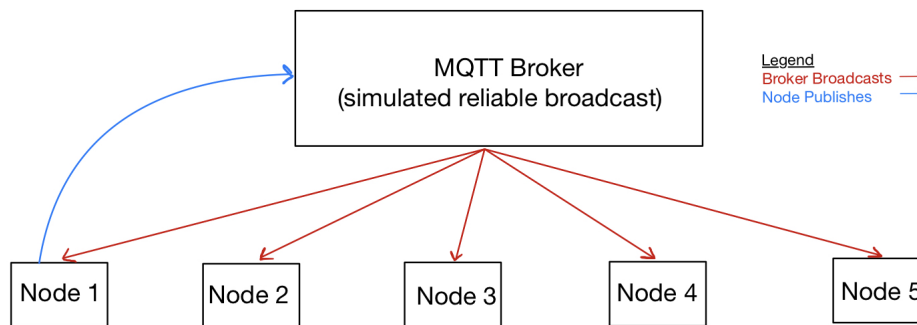 MQTT Broker
(simulated reliable broadcast)
Legend
Broker Broadcasts
Node Publishes
Node 1
Node 2
Node 3
Node 4
Node 5